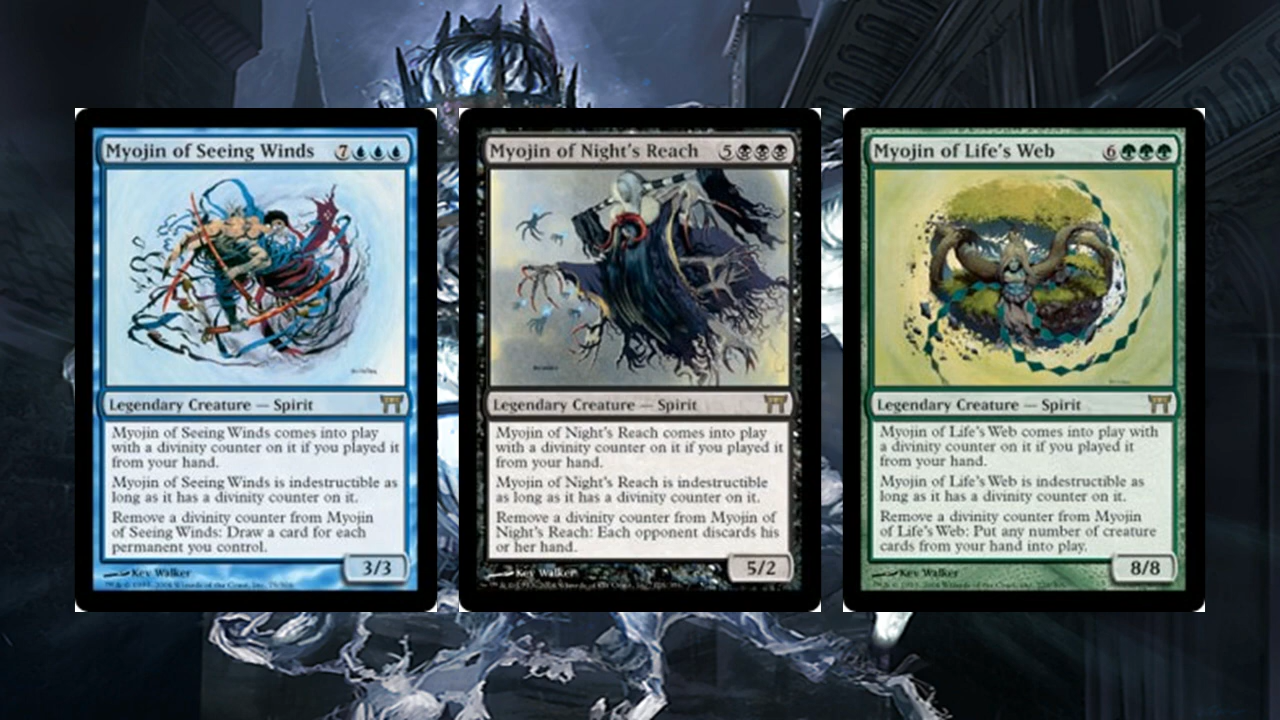 Myojin of Seeing Winds 7
Legendary Creature — Spirit
Myojin of Seeing Winds comes into play
with a divinity counter on it if you played it
from your hand.
Myojin of Seeing Winds is indestructible as
long as it has a divinity counter on it.
Remove a divinity counter from Myojin
of Seeing Winds: Draw a card for each
permanent you control.
3/3
Kev Walker
Myojin of Night's Reach 5
Legendary Creature — Spirit
Myojin of Night's Reach comes into play
with a divinity counter on it if you played it
from your hand.
Myojin of Night's Reach is indestructible
as long as it has a divinity counter on it.
Remove a divinity counter from Myojin of
Night's Reach: Each opponent discards his
or her hand.
5/2
Kev Walker
Myojin of Life's Web 6
Legendary Creature — Spirit
Myojin of Life's Web comes into play with
a divinity counter on it if you played it
from your hand.
Myojin of Life's Web is indestructible as
long as it has a divinity counter on it.
Remove a divinity counter from Myojin
of Life's Web: Put any number of creature
cards from your hand into play.
8/8
Kev Walker